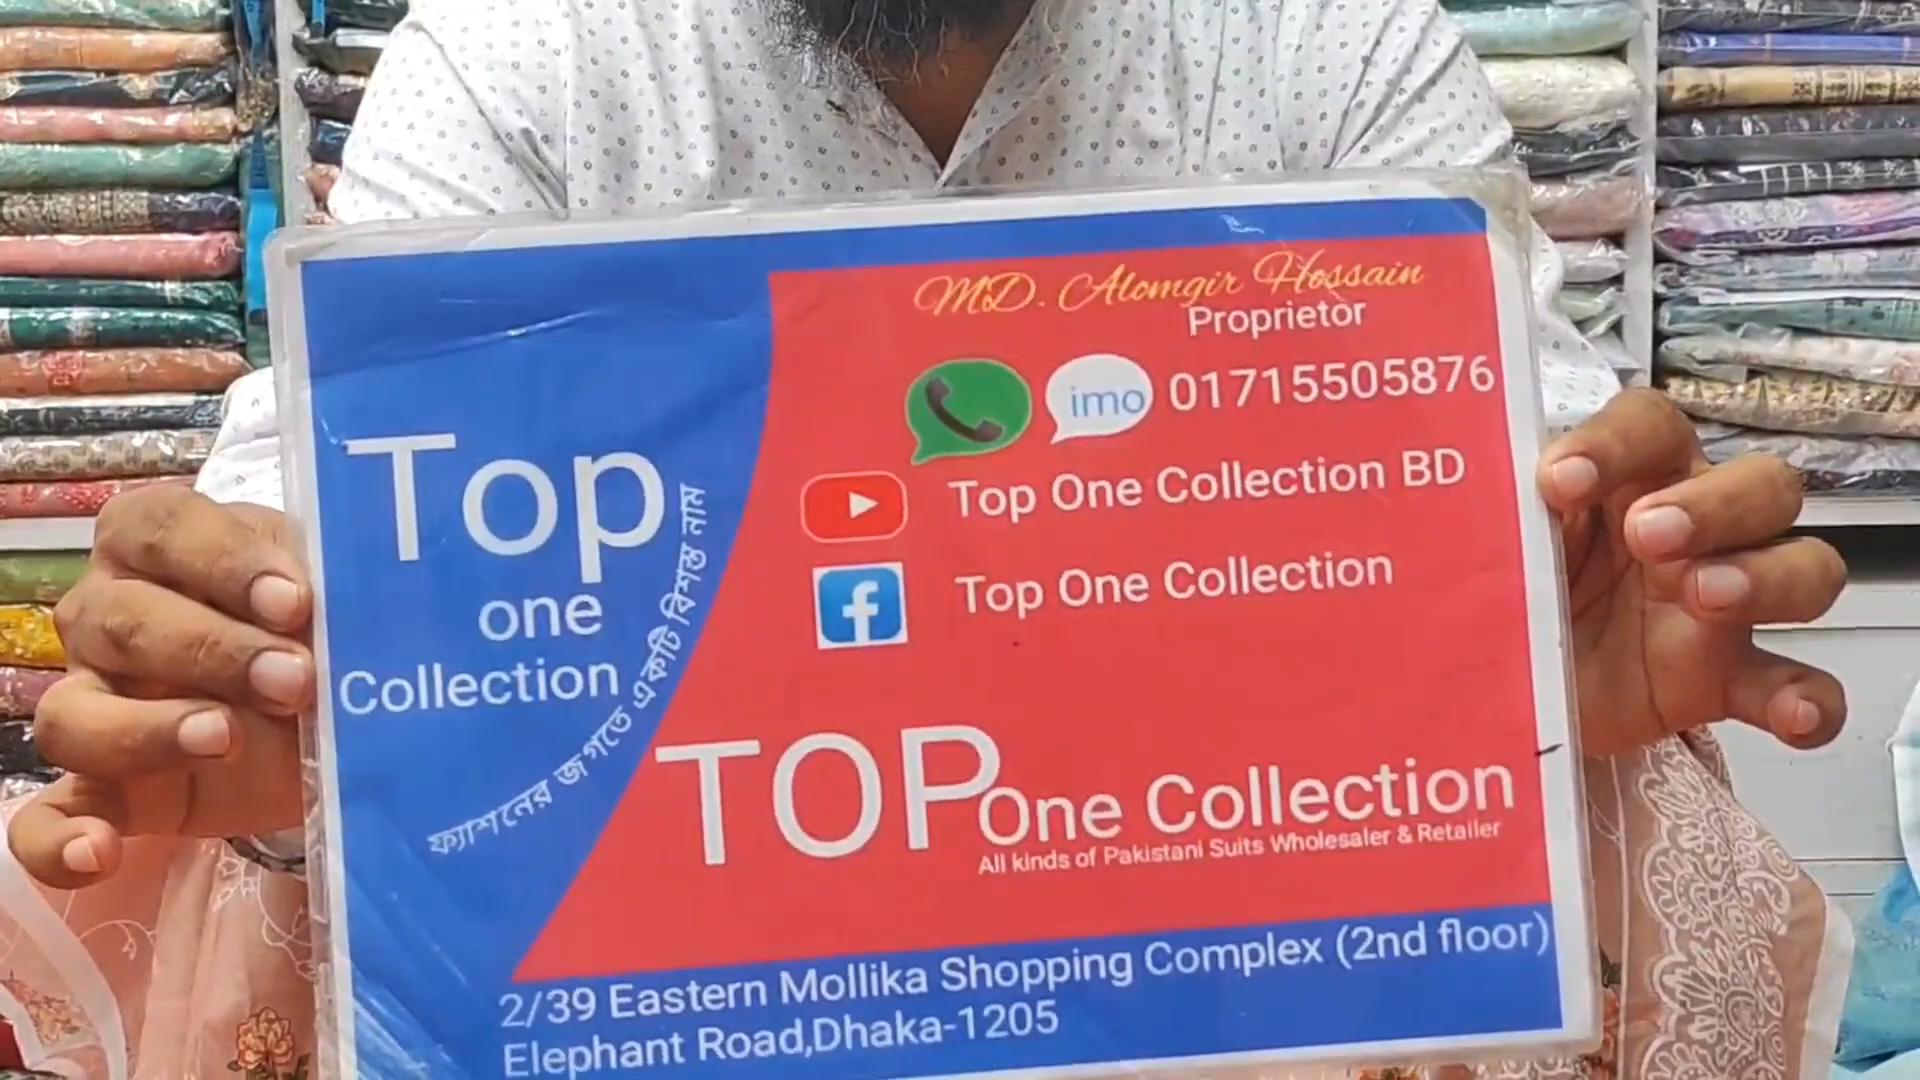 MD. Alomgir Hossain
Proprietor
imo 01715505876
Top One Collection BD
f Top One Collection
Top
one
Collection
ফ্যাশনের জগতে একটি বিশস্ত নাম
TOP One Collection
All kinds of Pakistani Suits Wholesaler & Retailer
2/39 Eastern Mollika Shopping Complex (2nd floor)
Elephant Road,Dhaka-1205